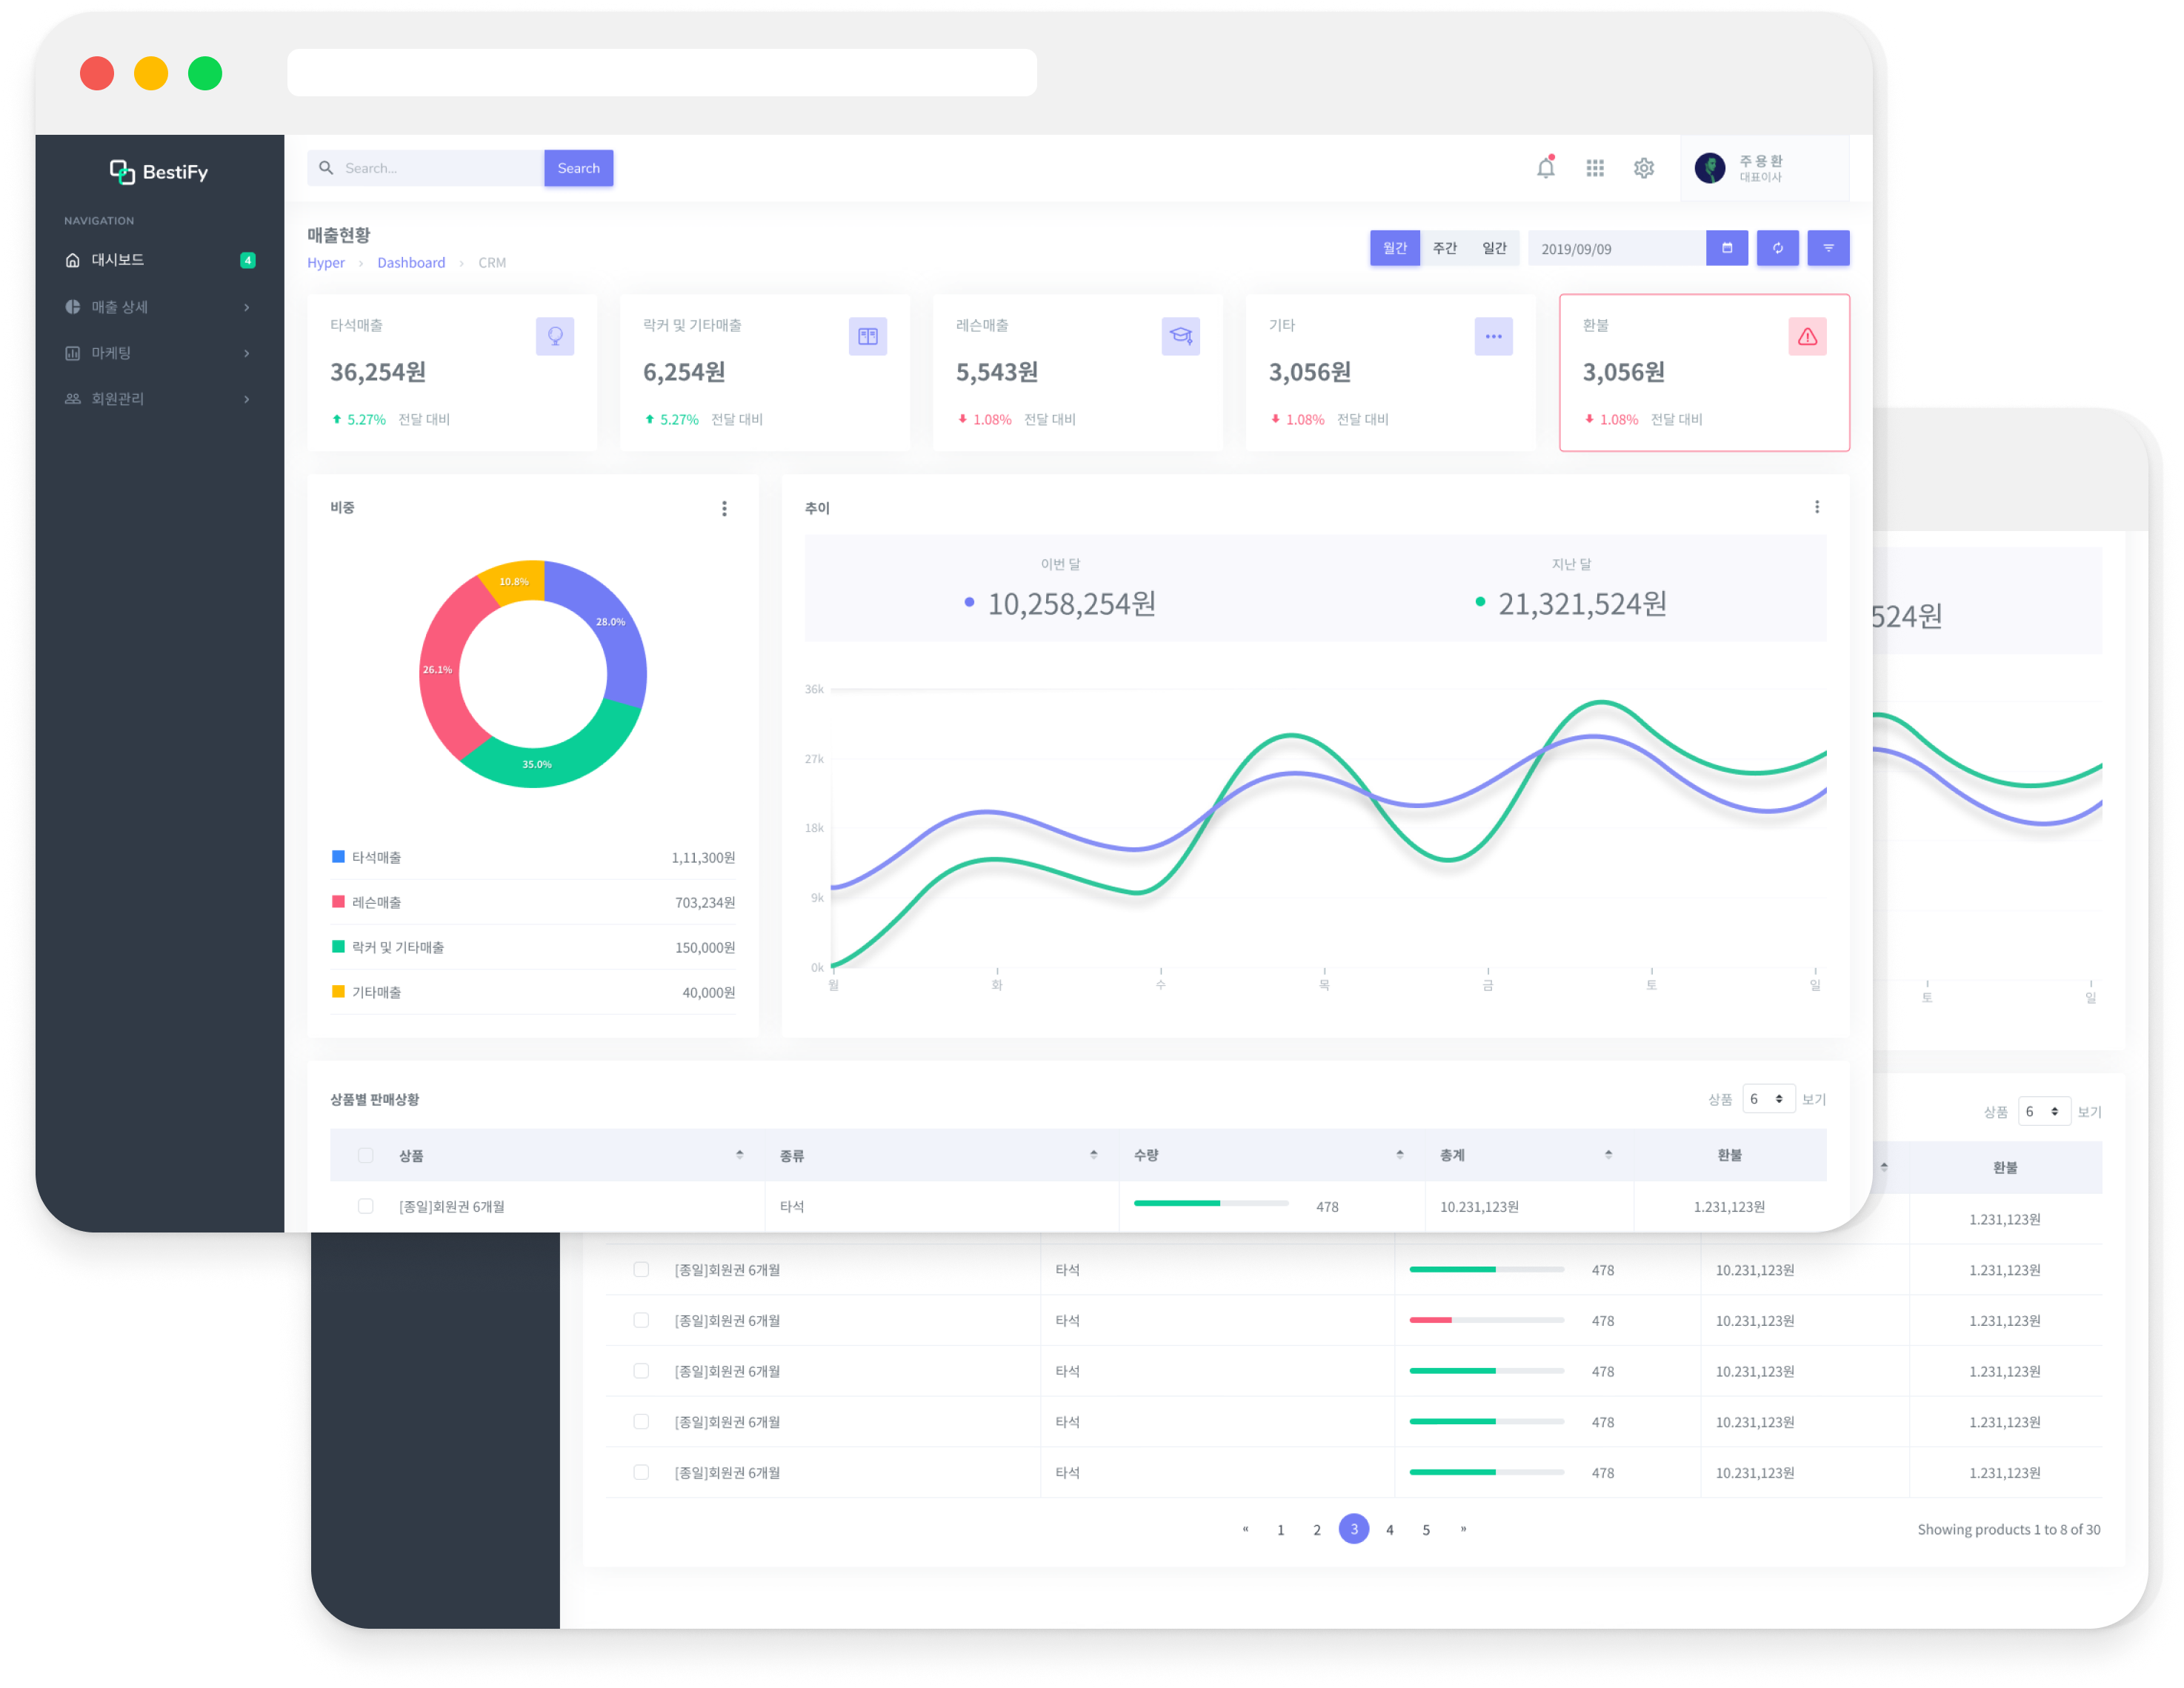 BestiFy
NAVIGATION
대시보드 4
매출 상세
마케팅
회원관리
Search... Search
주 용 환
대표이사
매출현황
Hyper › Dashboard › CRM
월간 주간 일간 2019/09/09
타석매출
36,254원
5.27% 전달 대비
락커 및 기타매출
6,254원
5.27% 전달 대비
레슨매출
5,543원
1.08% 전달 대비
기타
3,056원
1.08% 전달 대비
환불
3,056원
1.08% 전달 대비
비중
10.8%
28.0%
26.1%
35.0%
타석매출 1,11,300원
레슨매출 703,234원
락커 및 기타매출 150,000원
기타매출 40,000원
추이
이번 달
10,258,254원
지난 달
21,321,524원
36k
27k
18k
9k
0k
월 화 수 목 금 토 일
상품별 판매상황
상품 6 보기
상품 종류 수량 총계 환불
[종일]회원권 6개월 타석 478 10.231,123원 1.231,123원
524원
토 일
상품 6 보기
환불
1.231,123원
[종일]회원권 6개월 타석 478 10.231,123원 1.231,123원
[종일]회원권 6개월 타석 478 10.231,123원 1.231,123원
[종일]회원권 6개월 타석 478 10.231,123원 1.231,123원
[종일]회원권 6개월 타석 478 10.231,123원 1.231,123원
[종일]회원권 6개월 타석 478 10.231,123원 1.231,123원
« 1 2 3 4 5 »
Showing products 1 to 8 of 30